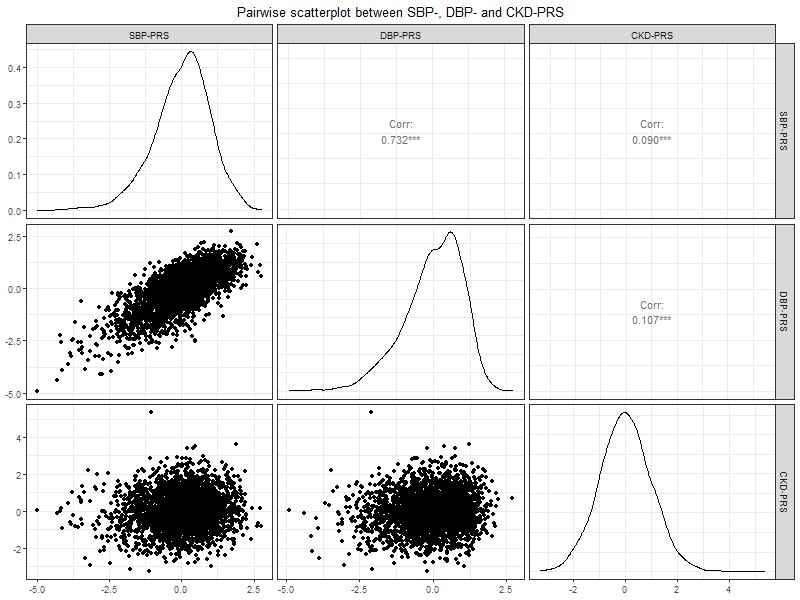 Pairwise scatterplot between SBP-, DBP- and CKD-PRS
SBP-PRS
DBP-PRS
CKD-PRS
0.4
0.3
0.2
0.1
0.0
Corr:
0.732***
Corr:
0.090***
SBP-PRS
2.5
0.0
-2.5
-5.0
Corr:
0.107***
DBP-PRS
4
2
0
-2
CKD-PRS
-5.0
-2.5
0.0
2.5
-5.0
-2.5
0.0
2.5
-2
0
2
4